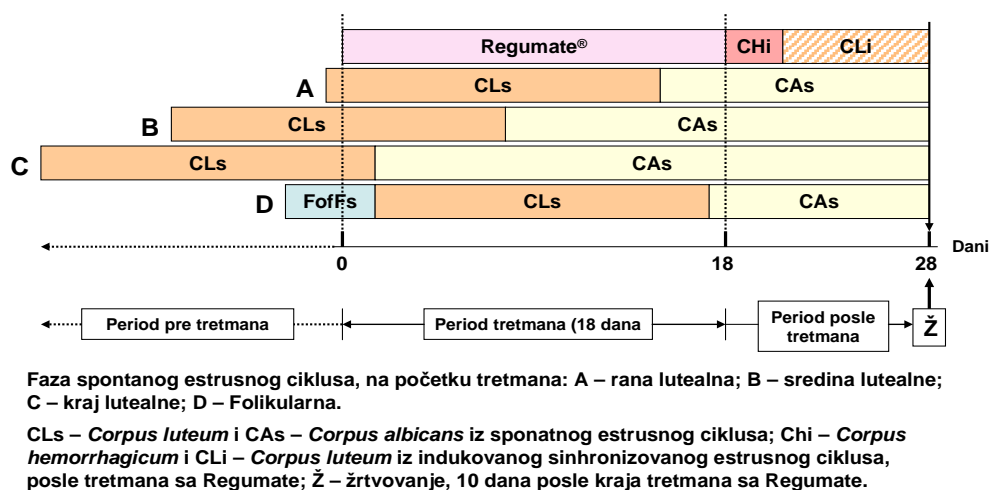 Regumate® CHi CLi
A CLs CAs
B CLs CAs
C CLs CAs
D FofFs CLs CAs
Dani
0 18 28
Period pre tretmana Period tretmana (18 dana Period posle
tretmana Ž
Faza spontanog estrusnog ciklusa, na početku tretmana: A – rana lutealna; B – sredina lutealne;
C – kraj lutealne; D – Folikularna.
CLs – Corpus luteum i CAs – Corpus albicans iz sponatnog estrusnog ciklusa; Chi – Corpus
hemorrhagicum i CLi – Corpus luteum iz indukovanog sinhronizovanog estrusnog ciklusa,
posle tretmana sa Regumate; Ž – žrtvovanje, 10 dana posle kraja tretmana sa Regumate.